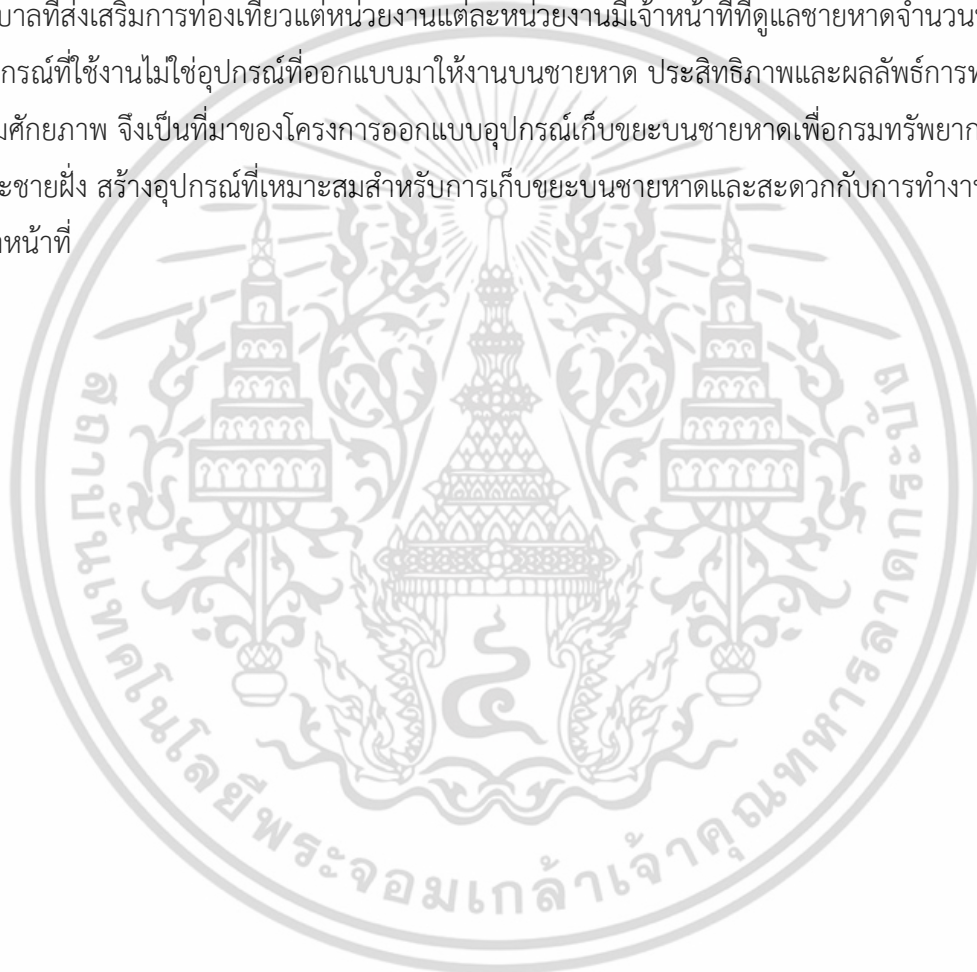 บาลที่ส่งเสริมการท่องเที่ยวแต่หน่วยงานแต่ละหน่วยงานมีเจ้าหน้าที่ที่ดูแลชายหาดจำนวน
กรณ์ที่ใช้งานไม่ใช่อุปกรณ์ที่ออกแบบมาให้งานบนชายหาด ประสิทธิภาพและผลลัพธ์การ
มศักยภาพ จึงเป็นที่มาของโครงการออกแบบอุปกรณ์เก็บขยะบนชายหาดเพื่อกรมทรัพยาก
ะชายฝั่ง สร้างอุปกรณ์ที่เหมาะสมสำหรับการเก็บขยะบนชายหาดและสะดวกกับการทำงา
หน้าที่
สถาบันเทคโนโลยีพระจอมเกล้าเจ้าคุณทหารลาดกระบัง